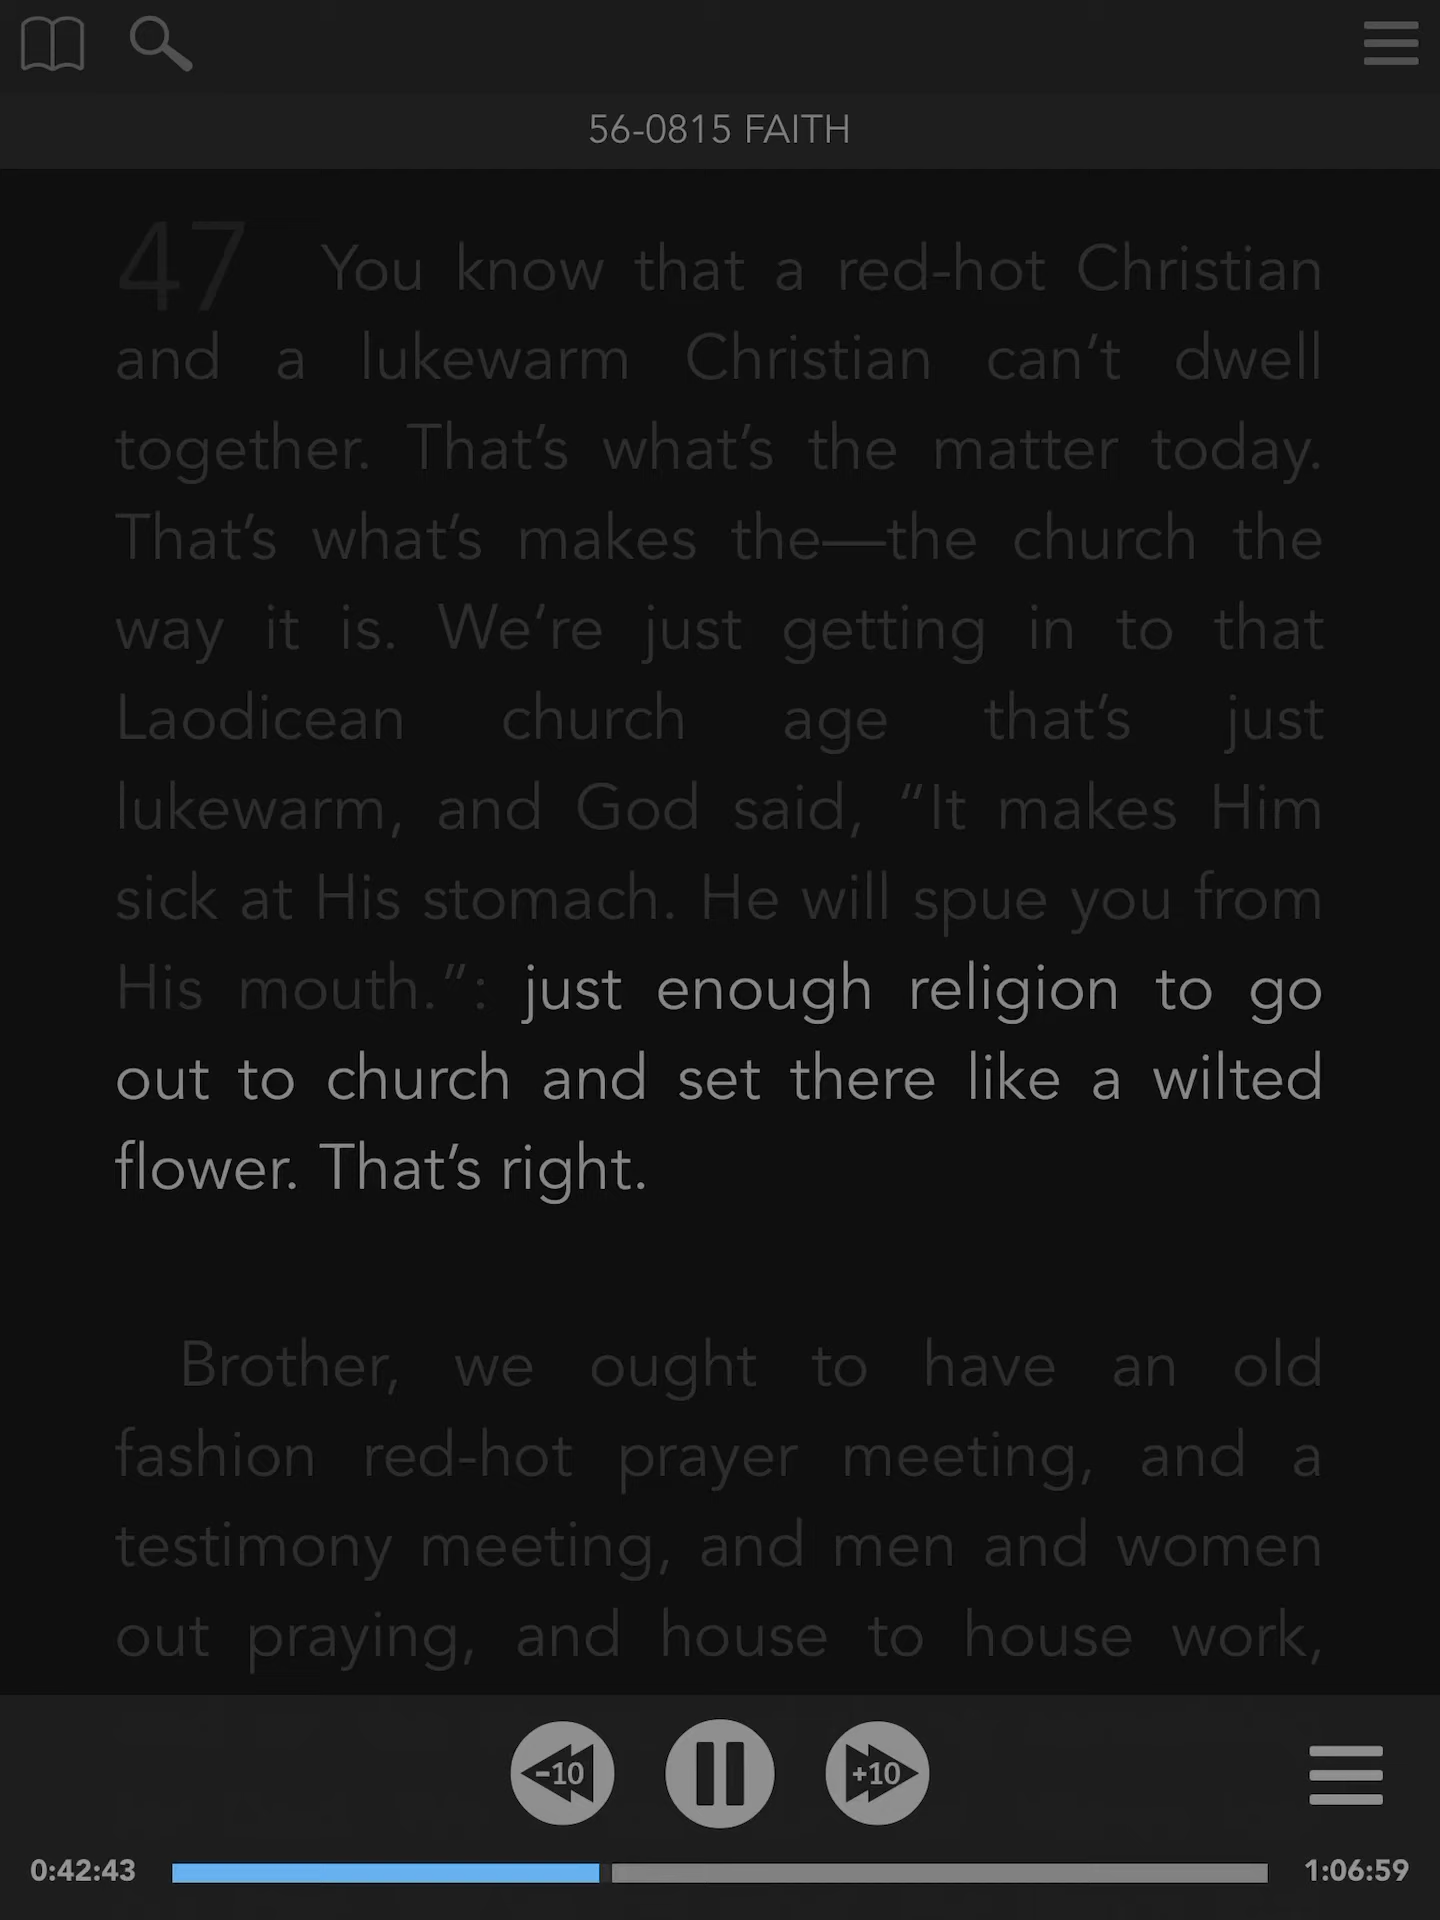 56-0815 FAITH
47 You know that a red-hot Christian
and a lukewarm Christian can’t dwell
together. That’s what’s the matter today.
That’s what’s makes the—the church the
way it is. We’re just getting in to that
Laodicean church age that’s just
lukewarm, and God said, “It makes Him
sick at His stomach. He will spue you from
His mouth.”: just enough religion to go
out to church and set there like a wilted
flower. That’s right.
Brother, we ought to have an old
fashion red-hot prayer meeting, and a
testimony meeting, and men and women
out praying, and house to house work,
-10 +10
0:42:43 1:06:59